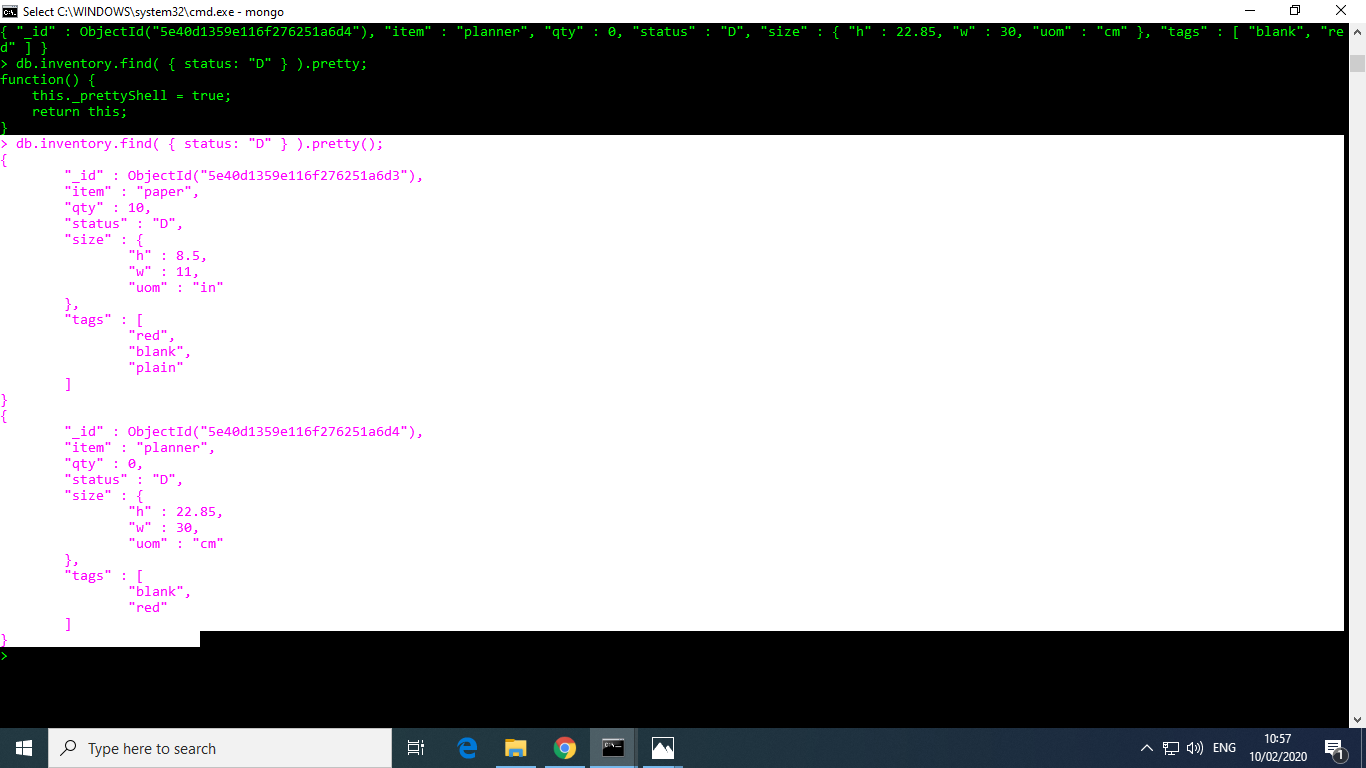 Select C:\WINDOWS\system32\cmd.exe - mongo
{ "_id" : ObjectId("5e40d1359e116f276251a6d4"), "item" : "planner", "qty" : 0, "status" : "D", "size" : { "h" : 22.85, "w" : 30, "uom" : "cm" }, "tags" : [ "blank", "re
d" ] }
> db.inventory.find( { status: "D" } ).pretty;
function() {
    this._prettyShell = true;
    return this;
}
> db.inventory.find( { status: "D" } ).pretty();
{
        "_id" : ObjectId("5e40d1359e116f276251a6d3"),
        "item" : "paper",
        "qty" : 10,
        "status" : "D",
        "size" : {
                "h" : 8.5,
                "w" : 11,
                "uom" : "in"
        },
        "tags" : [
                "red",
                "blank",
                "plain"
        ]
}
{
        "_id" : ObjectId("5e40d1359e116f276251a6d4"),
        "item" : "planner",
        "qty" : 0,
        "status" : "D",
        "size" : {
                "h" : 22.85,
                "w" : 30,
                "uom" : "cm"
        },
        "tags" : [
                "blank",
                "red"
        ]
}
>
Type here to search
ENG
10:57
10/02/2020
1